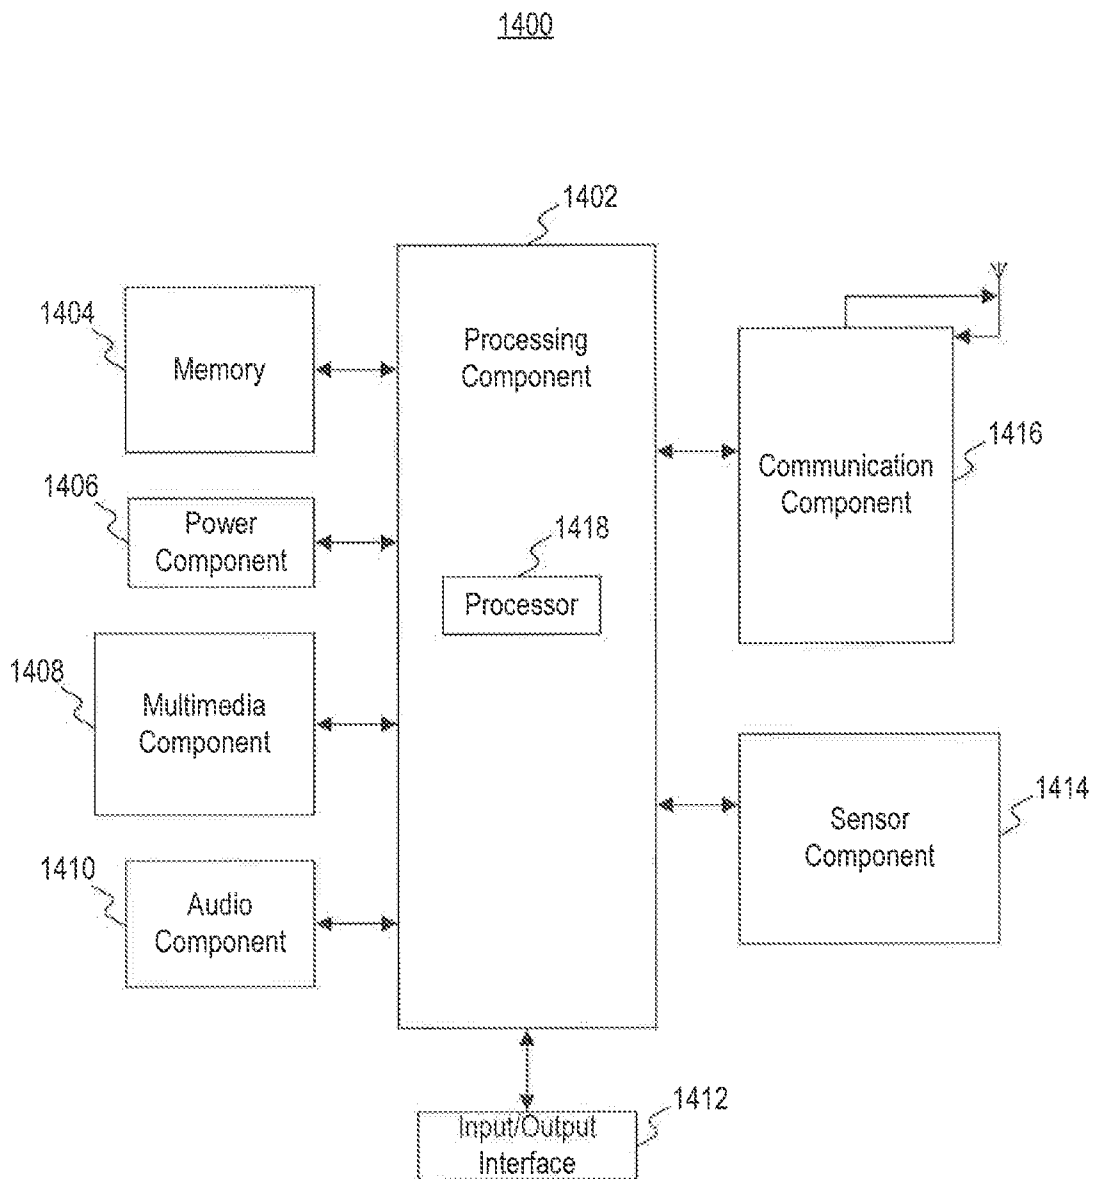 1400
1402
1404
Memory
Processing
Component
1416
Communication
Component
1406
Power
Component
1418
Processor
1408
Multimedia
Component
1414
Sensor
Component
1410
Audio
Component
1412
Input/Output
Interface